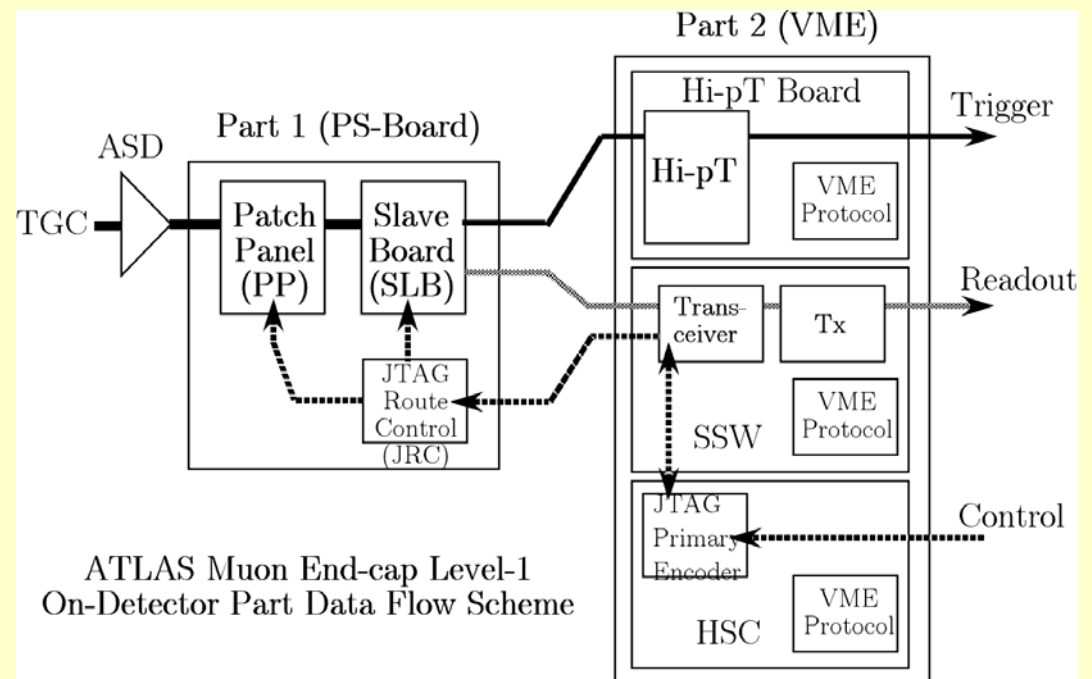 Part 2 (VME)
Hi-pT Board
Trigger
Part 1 (PS-Board)
ASD
Hi-pT
VME
Protocol
TGC
Patch
Panel
(PP)
Slave
Board
(SLB)
Readout
Trans-
ceiver
Tx
JTAG
Route
Control
(JRC)
VME
Protocol
SSW
JTAG
Primary
Encoder
Control
ATLAS Muon End-cap Level-1
On-Detector Part Data Flow Scheme
VME
Protocol
HSC